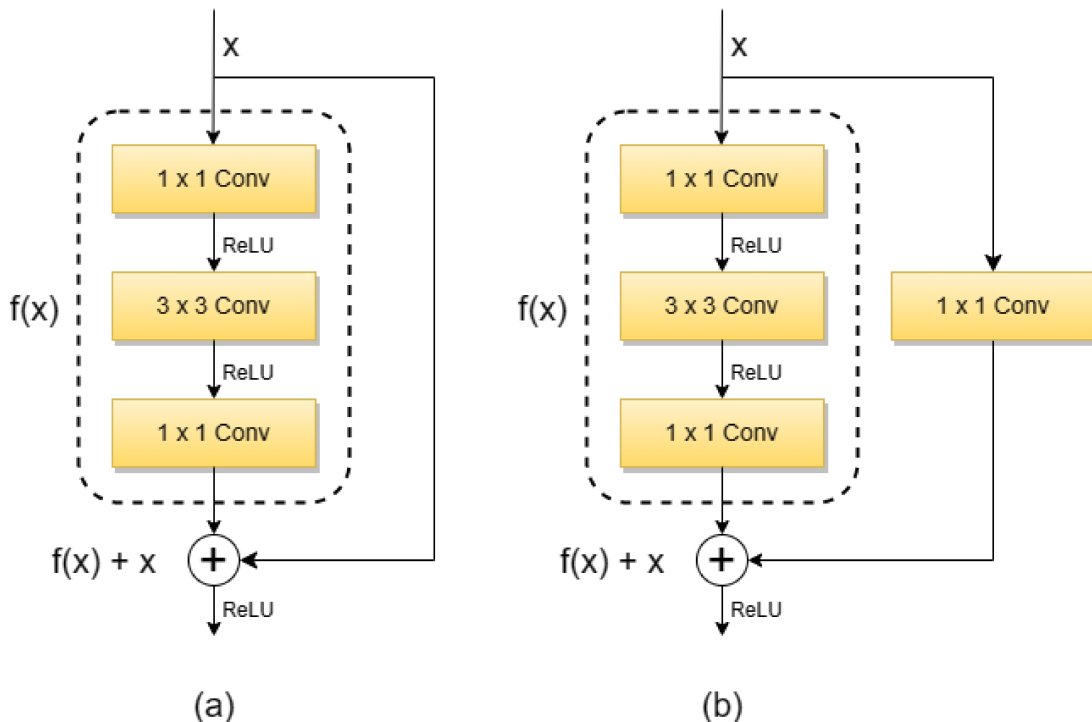 x
1 x 1 Conv
ReLU
f(x)
3 x 3 Conv
ReLU
1 x 1 Conv
f(x) + x
+
ReLU
(a)
x
1 x 1 Conv
ReLU
f(x)
3 x 3 Conv
1 x 1 Conv
ReLU
1 x 1 Conv
f(x) + x
+
ReLU
(b)